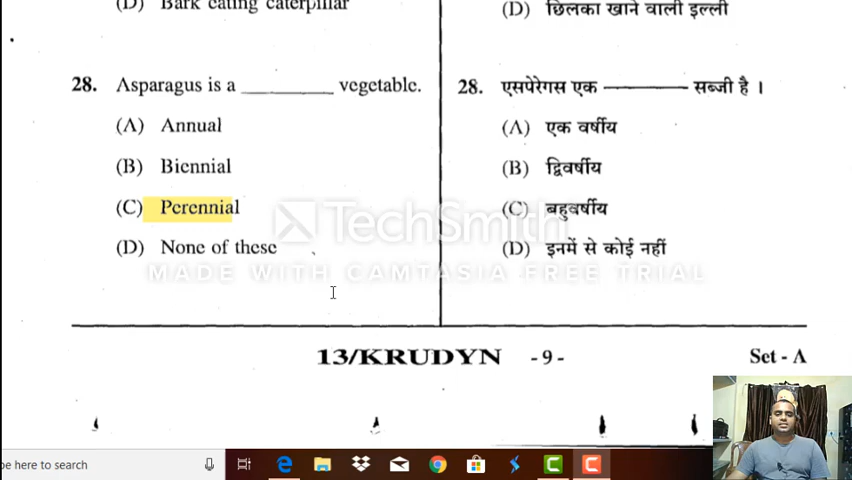 (D) Bark eating caterpillar
(D) छिलका खाने वाली इल्ली
28. Asparagus is a ________ vegetable.
(A) Annual
(B) Biennial
(C) Perennial
(D) None of these
28. एसपेरेगस एक ________ सब्जी है ।
(A) एक वर्षीय
(B) द्विवर्षीय
(C) बहुवर्षीय
(D) इनमें से कोई नहीं
TechSmith
MADE WITH CAMTASIA FREE TRIAL
13/KRUDYN -9- Set - A
pe here to search